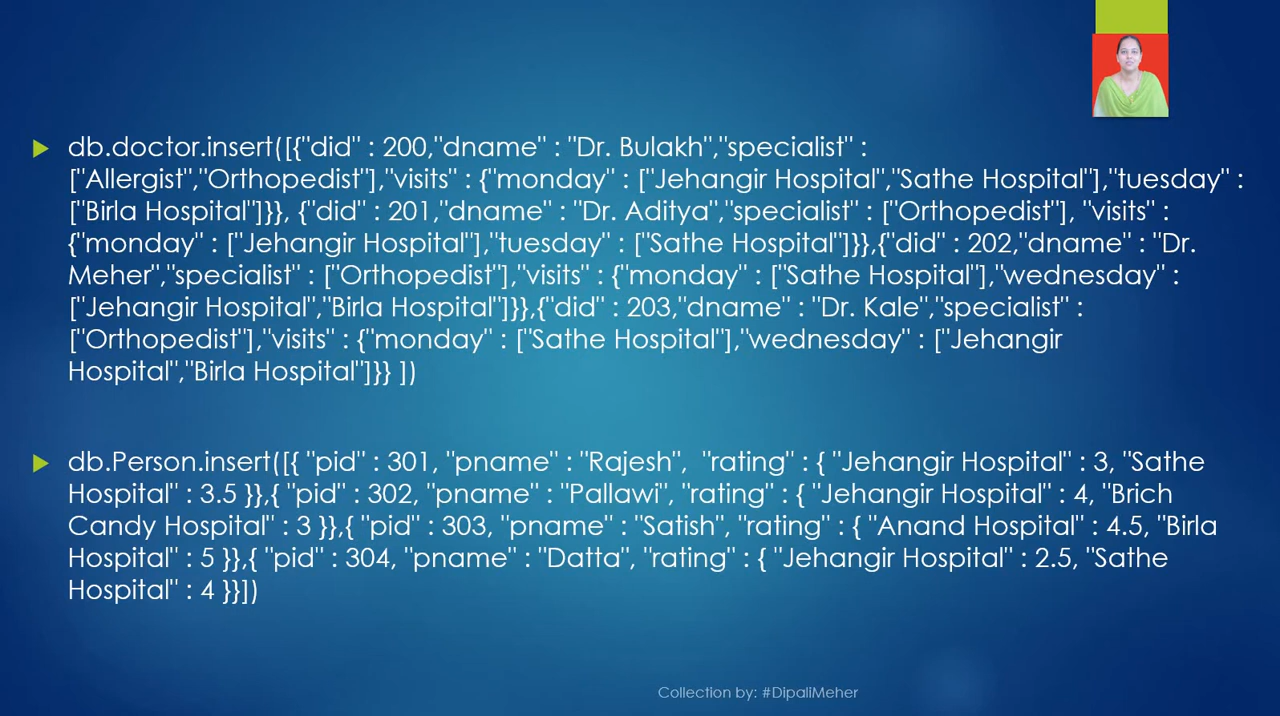 db.doctor.insert([{"did" : 200,"dname" : "Dr. Bulakh","specialist" :
["Allergist","Orthopedist"],"visits" : {"monday" : ["Jehangir Hospital","Sathe Hospital"],"tuesday" :
["Birla Hospital"]}}, {"did" : 201,"dname" : "Dr. Aditya","specialist" : ["Orthopedist"], "visits" :
{"monday" : ["Jehangir Hospital"],"tuesday" : ["Sathe Hospital"]}},{"did" : 202,"dname" : "Dr.
Meher","specialist" : ["Orthopedist"],"visits" : {"monday" : ["Sathe Hospital"],"wednesday" :
["Jehangir Hospital","Birla Hospital"]}},{"did" : 203,"dname" : "Dr. Kale","specialist" :
["Orthopedist"],"visits" : {"monday" : ["Sathe Hospital"],"wednesday" : ["Jehangir
Hospital","Birla Hospital"]}} ])
db.Person.insert([{ "pid" : 301, "pname" : "Rajesh",  "rating" : { "Jehangir Hospital" : 3, "Sathe
Hospital" : 3.5 }},{ "pid" : 302, "pname" : "Pallawi", "rating" : { "Jehangir Hospital" : 4, "Brich
Candy Hospital" : 3 }},{ "pid" : 303, "pname" : "Satish", "rating" : { "Anand Hospital" : 4.5, "Birla
Hospital" : 5 }},{ "pid" : 304, "pname" : "Datta", "rating" : { "Jehangir Hospital" : 2.5, "Sathe
Hospital" : 4 }}])
Collection by: #DipaliMeher